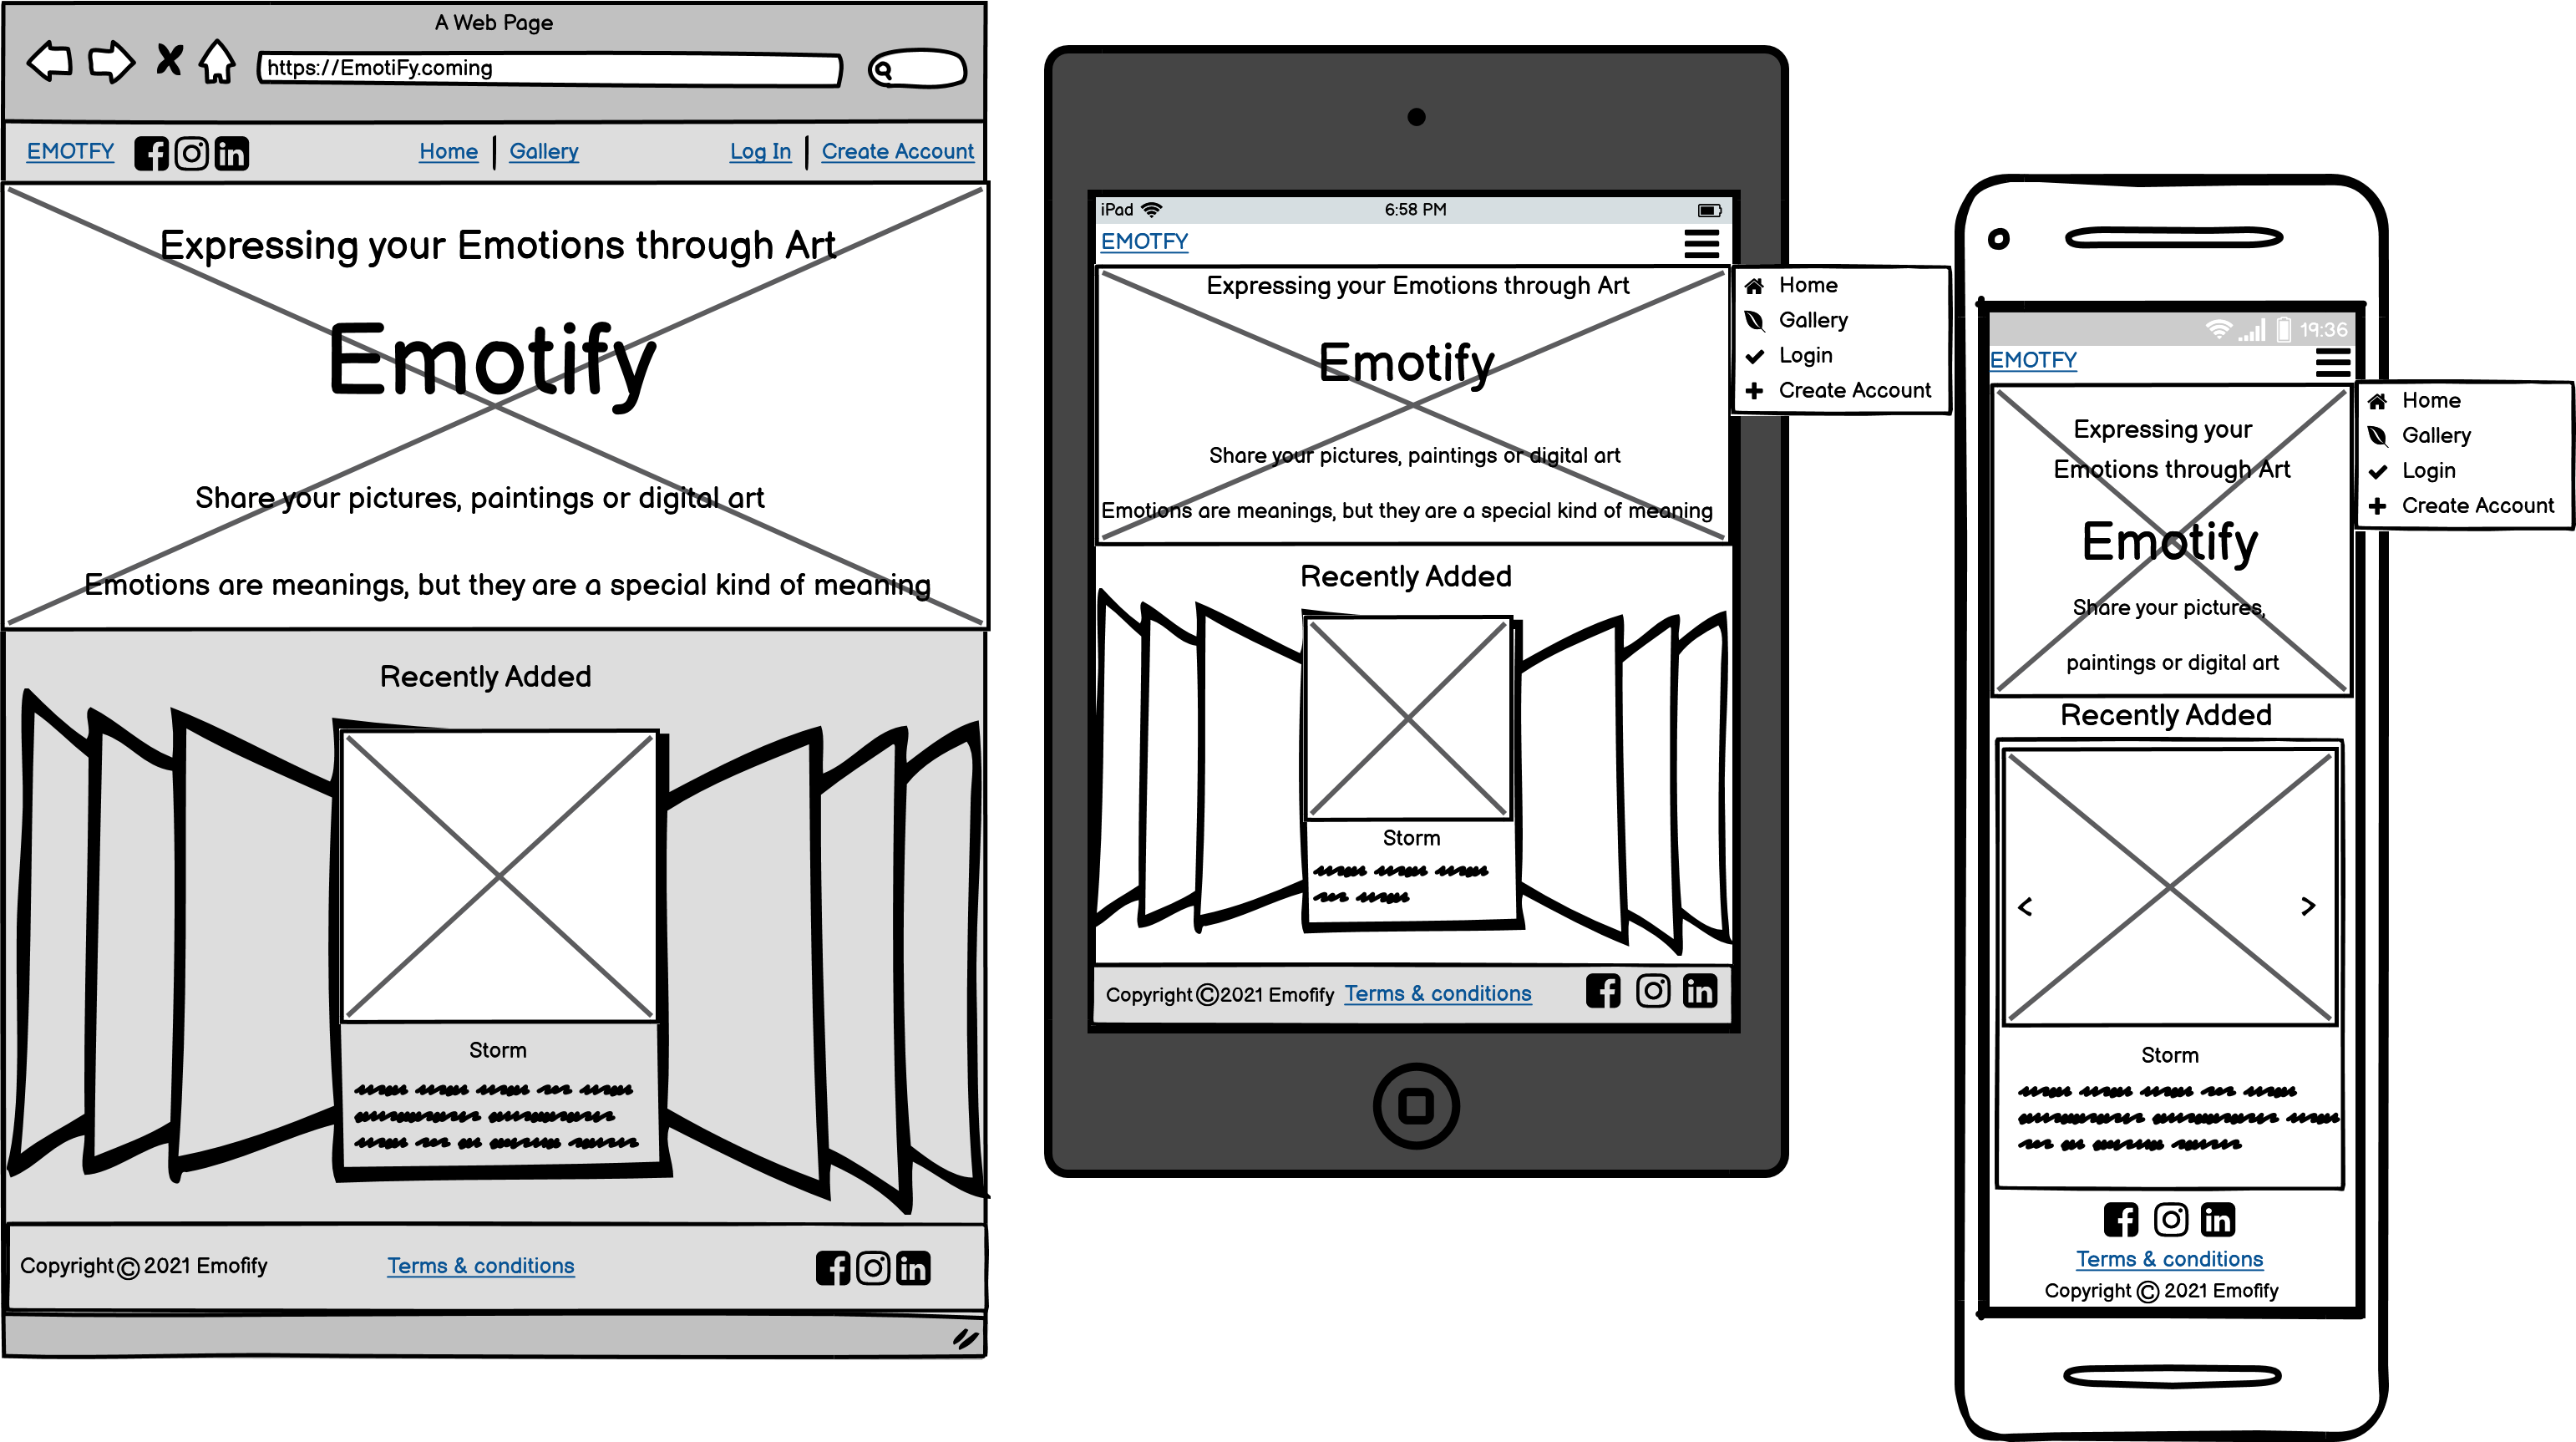 A Web Page
https://EmotiFy.coming
EMOTFY Home Gallery Log In Create Account
Expressing your Emotions through Art
Emotify
Share your pictures, paintings or digital art
Emotions are meanings, but they are a special kind of meaning
Recently Added
Storm
Copyright © 2021 Emofify Terms & conditions
iPad 6:58 PM
EMOTFY
Expressing your Emotions through Art
Emotify
Share your pictures, paintings or digital art
Emotions are meanings, but they are a special kind of meaning
Home
Gallery
Login
Create Account
Recently Added
Storm
Copyright © 2021 Emofify Terms & conditions
19:36
EMOTFY
Expressing your
Emotions through Art
Emotify
Share your pictures,
paintings or digital art
Home
Gallery
Login
Create Account
Recently Added
Storm
Terms & conditions
Copyright © 2021 Emofify